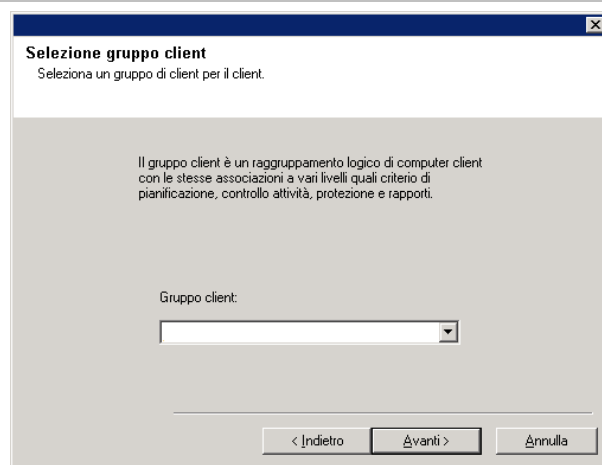 Selezione gruppo client
Seleziona un gruppo di client per il client.
Il gruppo client è un raggruppamento logico di computer client
con le stesse associazioni a vari livelli quali criterio di
pianificazione, controllo attività, protezione e rapporti.
Gruppo client:
< Indietro
Avanti >
Annulla